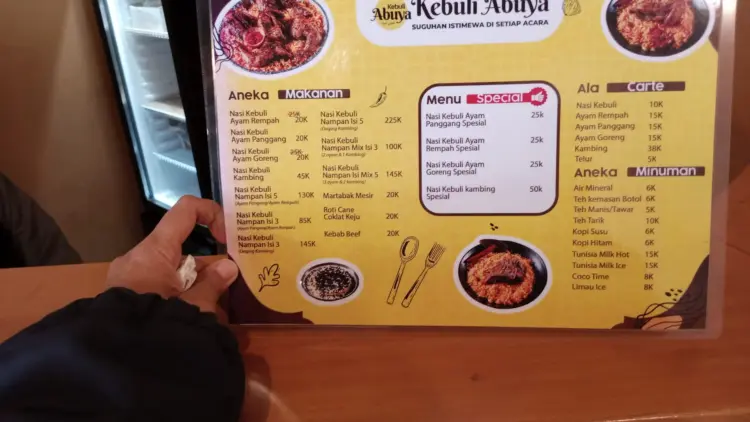 Kebuli
Abuya
Kebuli Abuya
SUGUHAN ISTIMEWA DI SETIAP ACARA
Aneka Makanan
Nasi Kebuli 25K
Ayam Rempah 20K
Nasi Kebuli
Ayam Panggang 20K
Nasi Kebuli 25K
Ayam Goreng 20K
Nasi Kebuli
Kambing 45K
Nasi Kebuli
Nampan Isi 5 130K
Nasi Kebuli
Nampan Isi 3 85K
Nasi Kebuli
Nampan Isi 3 145K
(Daging Kambing)
Nasi Kebuli
Nampan Isi 5 225K
(Daging Kambing)
Nasi Kebuli
Nampan Mix Isi 3 100K
Nasi Kebuli
Nampan Mix Isi 5 145K
Martabak Mesir 20K
Roti Cane
Coklat Keju 20K
Kebab Beef 20K
Menu Special
Nasi Kebuli Ayam 25k
Panggang Spesial
Nasi Kebuli Ayam 25k
Rempah Spesial
Nasi Kebuli Ayam 25k
Goreng Spesial
Nasi Kebuli kambing 50k
Spesial
Ala Carte
Nasi Kebuli 10K
Ayam Rempah 15K
Ayam Panggang 15K
Ayam Goreng 15K
Kambing 38K
Telur 5K
Aneka Minuman
Air Mineral 6K
Teh kemasan Botol 6K
Teh Manis/Tawar 5K
Teh Tarik 10K
Kopi Susu 6K
Kopi Hitam 6K
Tunisia Milk Hot 15K
Tunisia Milk Ice 15K
Coco Time 8K
Limau Ice 8K